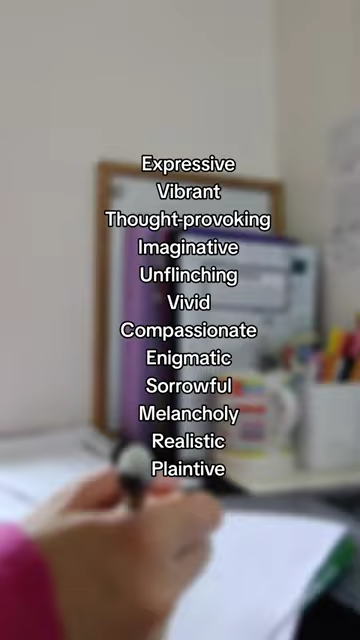 Expressive
Vibrant
Thought-provoking
Imaginative
Unflinching
Vivid
Compassionate
Enigmatic
Sorrowful
Melancholy
Realistic
Plaintive